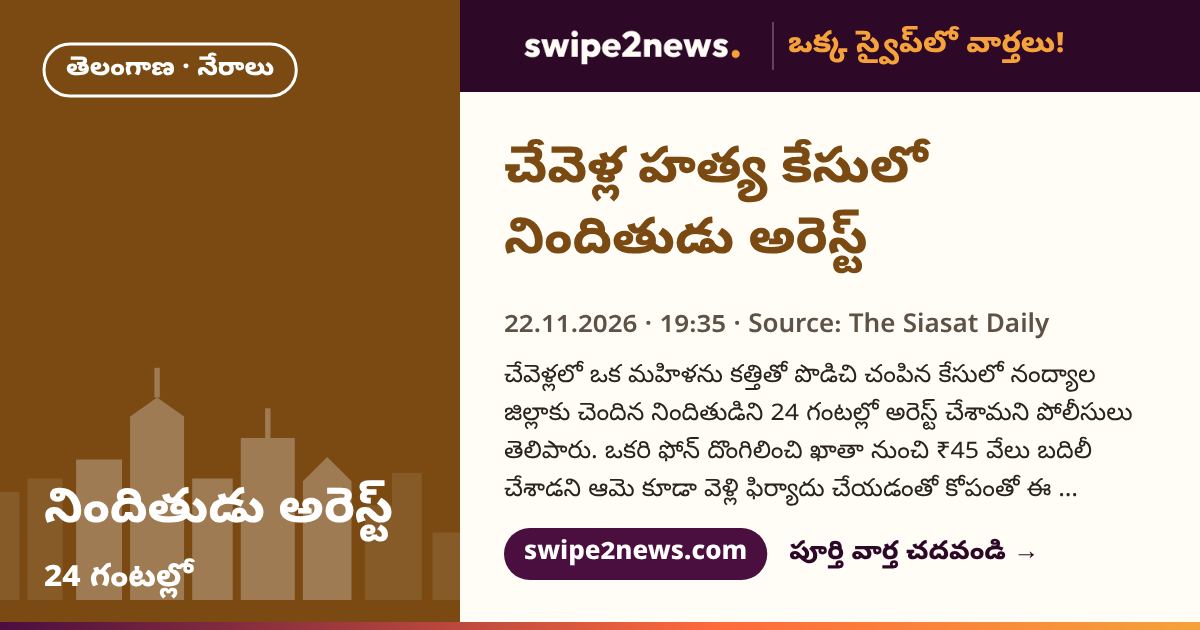 తెలంగాణ · నేరాలు
నిందితుడు అరెస్ట్
24 గంటల్లో
swipe2news.
ఒక్క స్వైప్‌లో వార్తలు!
చేవెళ్ల హత్య కేసులో
నిందితుడు అరెస్ట్
22.11.2026 · 19:35 · Source: The Siasat Daily
చేవెళ్లలో ఒక మహిళను కత్తితో పొడిచి చంపిన కేసులో నంద్యాల
జిల్లాకు చెందిన నిందితుడిని 24 గంటల్లో అరెస్ట్ చేశామని పోలీసులు
తెలిపారు. ఒకరి ఫోన్ దొంగిలించి ఖాతా నుంచి ₹45 వేలు బదిలీ
చేశాడని ఆమె కూడా వెళ్లి ఫిర్యాదు చేయడంతో కోపంతో ఈ ...
swipe2news.com
పూర్తి వార్త చదవండి →